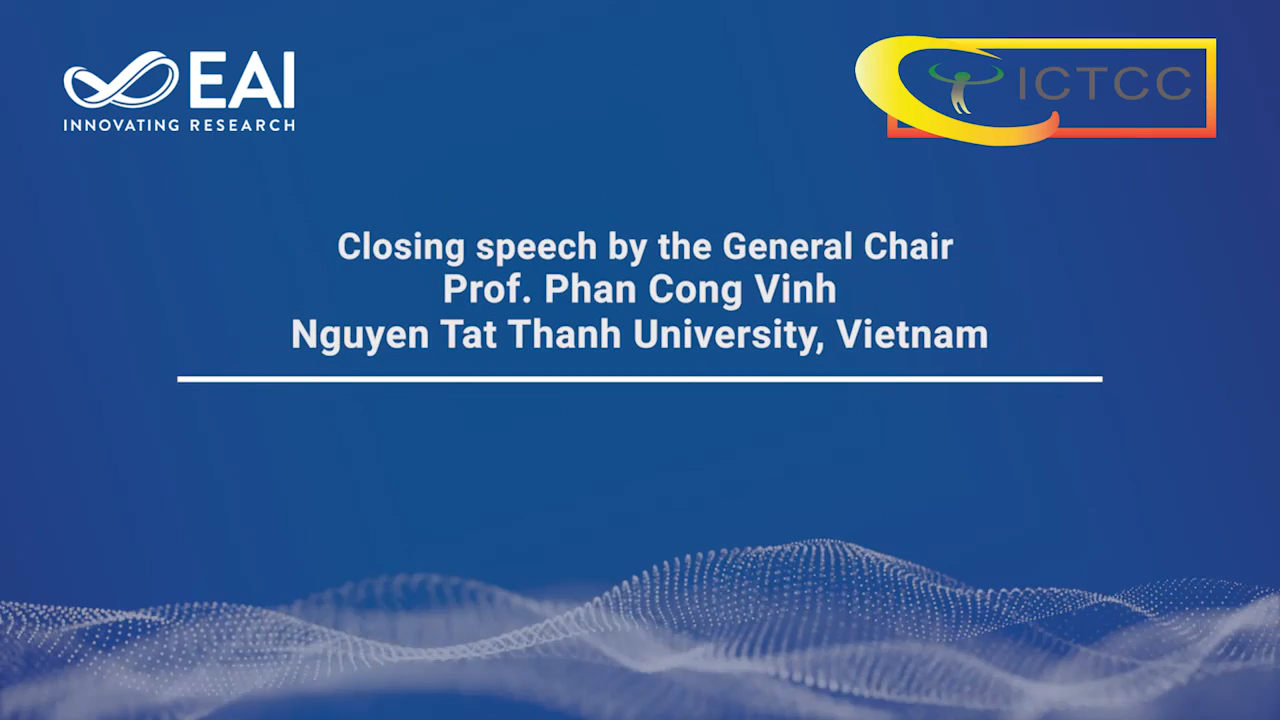 EAI
INNOVATING RESEARCH
ICTCC
Closing speech by the General Chair
Prof. Phan Cong Vinh
Nguyen Tat Thanh University, Vietnam